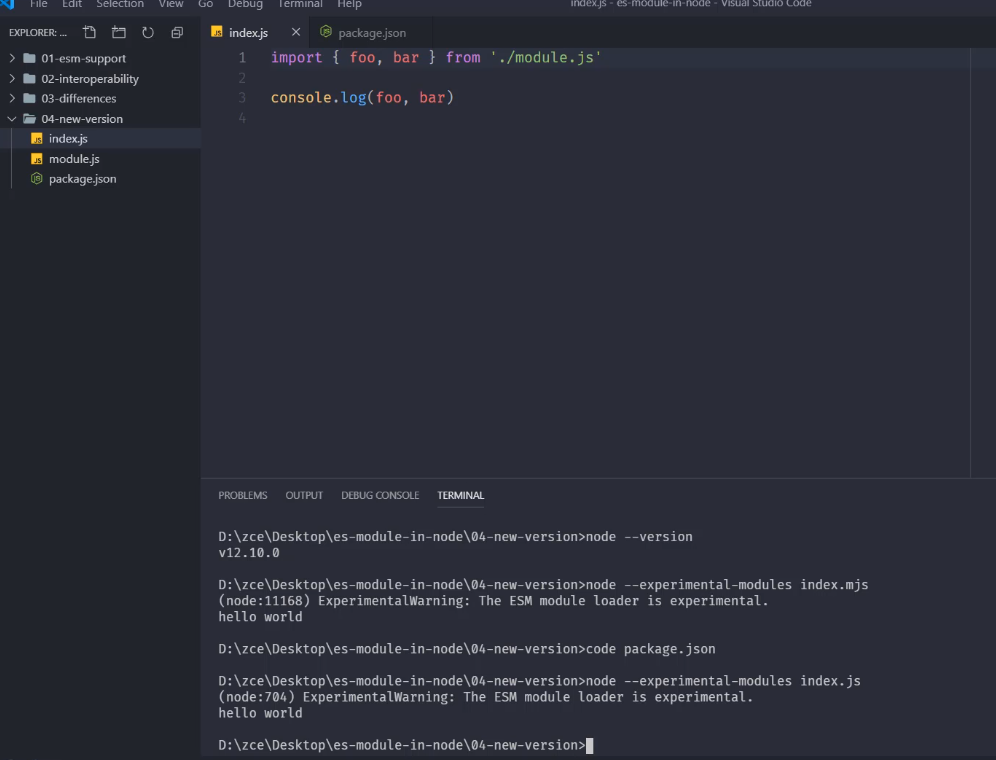 File Edit Selection View Go Debug Terminal Help index.js - es-module-in-node - Visual Studio Code
EXPLORER: ...
01-esm-support
02-interoperability
03-differences
04-new-version
index.js
module.js
package.json
index.js package.json
1 import { foo, bar } from './module.js'
2
3 console.log(foo, bar)
4
PROBLEMS OUTPUT DEBUG CONSOLE TERMINAL
D:\zce\Desktop\es-module-in-node\04-new-version>node --version
v12.10.0
D:\zce\Desktop\es-module-in-node\04-new-version>node --experimental-modules index.mjs
(node:11168) ExperimentalWarning: The ESM module loader is experimental.
hello world
D:\zce\Desktop\es-module-in-node\04-new-version>code package.json
D:\zce\Desktop\es-module-in-node\04-new-version>node --experimental-modules index.js
(node:704) ExperimentalWarning: The ESM module loader is experimental.
hello world
D:\zce\Desktop\es-module-in-node\04-new-version>